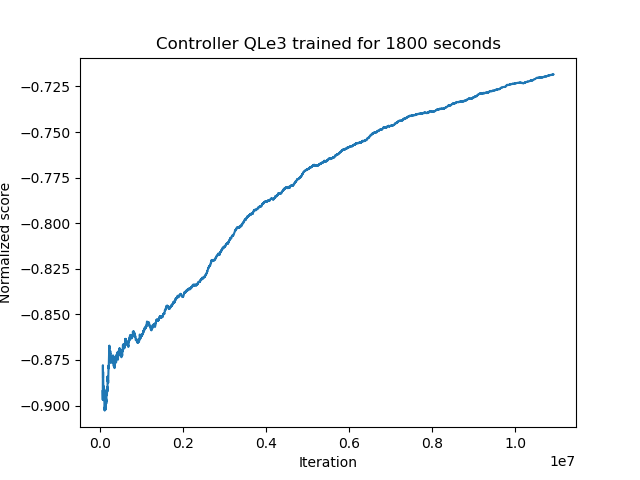 Controller QLe3 trained for 1800 seconds
Normalized score
−0.725
−0.750
−0.775
−0.800
−0.825
−0.850
−0.875
−0.900
0.0 0.2 0.4 0.6 0.8 1.0
Iteration
1e7